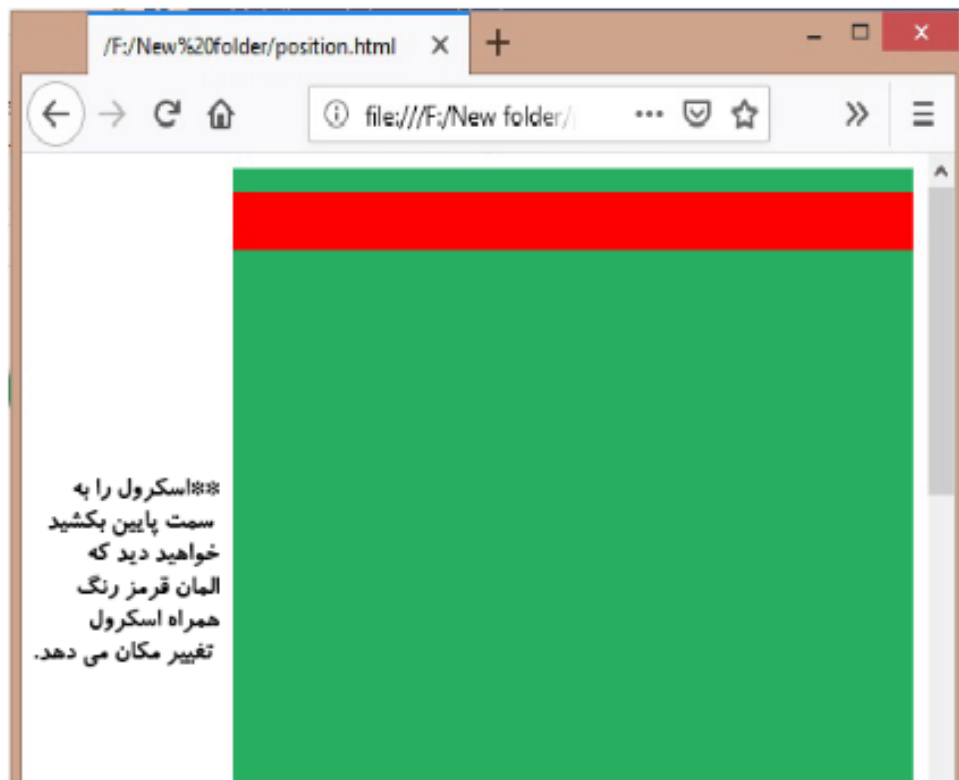 /F:/New%20folder/position.html
file:///F:/New folder/
**اسکرول را به
سمت پایین بکشید
خواهید دید که
المان قرمز رنگ
همراه اسکرول
تغییر مکان می دهد.